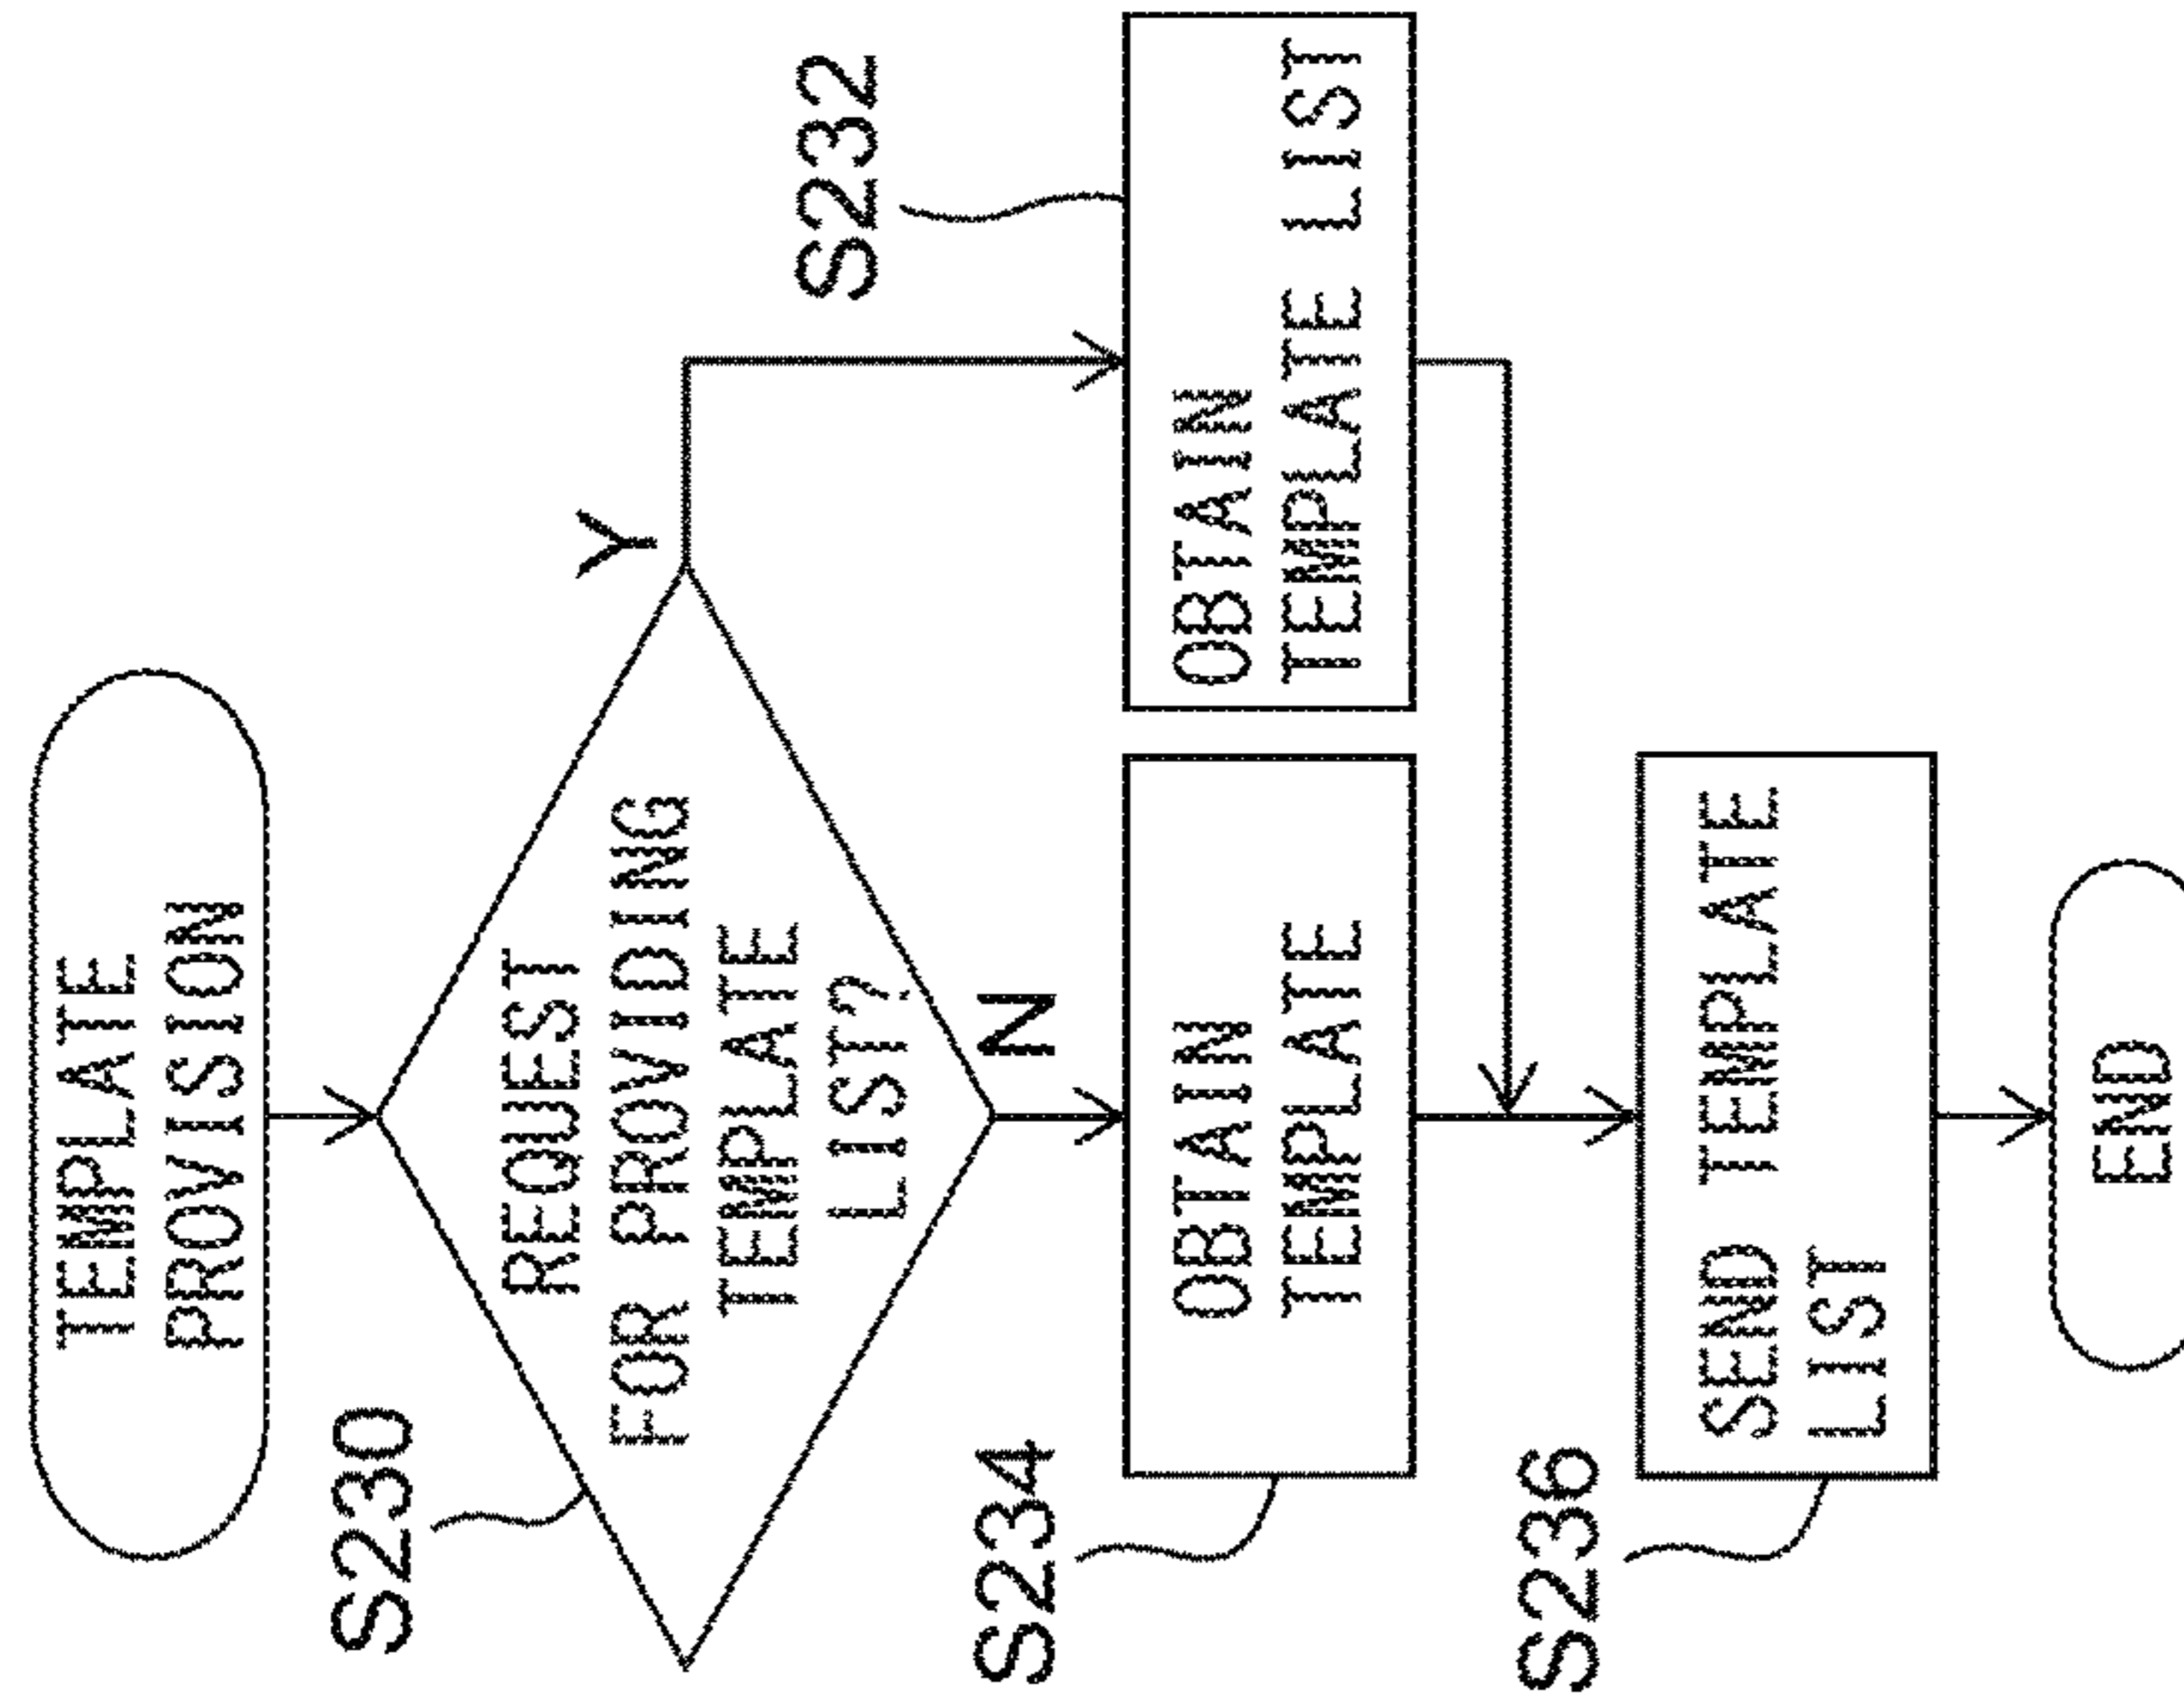 TEMPLATE
PROVISION
S230
REQUEST
FOR PROVIDING
TEMPLATE
LIST?
Y
N
S232
OBTAIN
TEMPLATE LIST
S234
OBTAIN
TEMPLATE
S236
SEND TEMPLATE
LIST
END